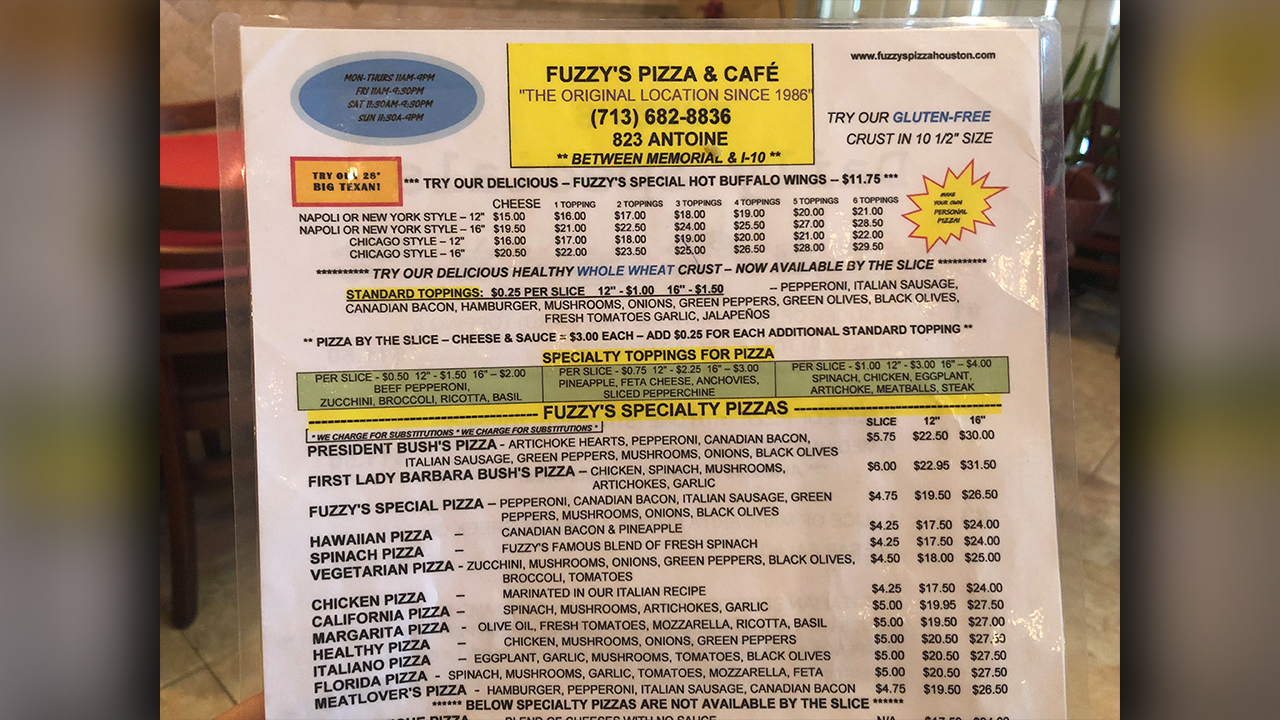 www.fuzzyspizzahouston.com
MON-THURS 11AM-9PM
FRI 11AM-9:30PM
SAT 11:30AM-9:30PM
SUN 11:30A-9PM
FUZZY'S PIZZA & CAFÉ
"THE ORIGINAL LOCATION SINCE 1986"
(713) 682-8836
823 ANTOINE
** BETWEEN MEMORIAL & I-10 **
TRY OUR GLUTEN-FREE
CRUST IN 10 1/2" SIZE
TRY OUR 28"
BIG TEXAN!
*** TRY OUR DELICIOUS – FUZZY'S SPECIAL HOT BUFFALO WINGS -- $11.75 ***
MAKE
YOUR OWN
PERSONAL
PIZZA!
CHEESE 1 TOPPING 2 TOPPINGS 3 TOPPINGS 4 TOPPINGS 5 TOPPINGS 6 TOPPINGS
NAPOLI OR NEW YORK STYLE – 12" $15.00 $16.00 $17.00 $18.00 $19.00 $20.00 $21.00
NAPOLI OR NEW YORK STYLE – 16" $19.50 $21.00 $22.50 $24.00 $25.50 $27.00 $28.50
CHICAGO STYLE – 12" $16.00 $17.00 $18.00 $19.00 $20.00 $21.00 $22.00
CHICAGO STYLE – 16" $20.50 $22.00 $23.50 $25.00 $26.50 $28.00 $29.50
********** TRY OUR DELICIOUS HEALTHY WHOLE WHEAT CRUST – NOW AVAILABLE BY THE SLICE **********
STANDARD TOPPINGS: $0.25 PER SLICE 12" - $1.00 16" - $1.50 -- PEPPERONI, ITALIAN SAUSAGE,
CANADIAN BACON, HAMBURGER, MUSHROOMS, ONIONS, GREEN PEPPERS, GREEN OLIVES, BLACK OLIVES,
FRESH TOMATOES GARLIC, JALAPEÑOS
** PIZZA BY THE SLICE – CHEESE & SAUCE = $3.00 EACH – ADD $0.25 FOR EACH ADDITIONAL STANDARD TOPPING **
SPECIALTY TOPPINGS FOR PIZZA
PER SLICE - $0.50 12" - $1.50 16" – $2.00
BEEF PEPPERONI,
ZUCCHINI, BROCCOLI, RICOTTA, BASIL
PER SLICE - $0.75 12" - $2.25 16" – $3.00
PINEAPPLE, FETA CHEESE, ANCHOVIES,
SLICED PEPPERCHINE
PER SLICE - $1.00 12" - $3.00 16" – $4.00
SPINACH, CHICKEN, EGGPLANT,
ARTICHOKE, MEATBALLS, STEAK
FUZZY'S SPECIALTY PIZZAS
* WE CHARGE FOR SUBSTITUTIONS * WE CHARGE FOR SUBSTITUTIONS *
SLICE 12" 16"
PRESIDENT BUSH'S PIZZA - ARTICHOKE HEARTS, PEPPERONI, CANADIAN BACON, $5.75 $22.50 $30.00
ITALIAN SAUSAGE, GREEN PEPPERS, MUSHROOMS, ONIONS, BLACK OLIVES
FIRST LADY BARBARA BUSH'S PIZZA – CHICKEN, SPINACH, MUSHROOMS, $6.00 $22.95 $31.50
ARTICHOKES, GARLIC
FUZZY'S SPECIAL PIZZA – PEPPERONI, CANADIAN BACON, ITALIAN SAUSAGE, GREEN $4.75 $19.50 $26.50
PEPPERS, MUSHROOMS, ONIONS, BLACK OLIVES
HAWAIIAN PIZZA – CANADIAN BACON & PINEAPPLE $4.25 $17.50 $24.00
SPINACH PIZZA – FUZZY'S FAMOUS BLEND OF FRESH SPINACH $4.25 $17.50 $24.00
VEGETARIAN PIZZA - ZUCCHINI, MUSHROOMS, ONIONS, GREEN PEPPERS, BLACK OLIVES, $4.50 $18.00 $25.00
BROCCOLI, TOMATOES
CHICKEN PIZZA – MARINATED IN OUR ITALIAN RECIPE $4.25 $17.50 $24.00
CALIFORNIA PIZZA – SPINACH, MUSHROOMS, ARTICHOKES, GARLIC $5.00 $19.95 $27.50
MARGARITA PIZZA - OLIVE OIL, FRESH TOMATOES, MOZZARELLA, RICOTTA, BASIL $5.00 $19.50 $27.00
HEALTHY PIZZA – CHICKEN, MUSHROOMS, ONIONS, GREEN PEPPERS $5.00 $20.50 $27.50
ITALIANO PIZZA – EGGPLANT, GARLIC, MUSHROOMS, TOMATOES, BLACK OLIVES $5.00 $20.50 $27.50
FLORIDA PIZZA - SPINACH, MUSHROOMS, GARLIC, TOMATOES, MOZZARELLA, FETA $5.00 $20.50 $27.50
MEATLOVER'S PIZZA - HAMBURGER, PEPPERONI, ITALIAN SAUSAGE, CANADIAN BACON $4.75 $19.50 $26.50
****** BELOW SPECIALTY PIZZAS ARE NOT AVAILABLE BY THE SLICE ******
PIZZA - BLEND OF CHEESES WITH NO SAUCE N/A